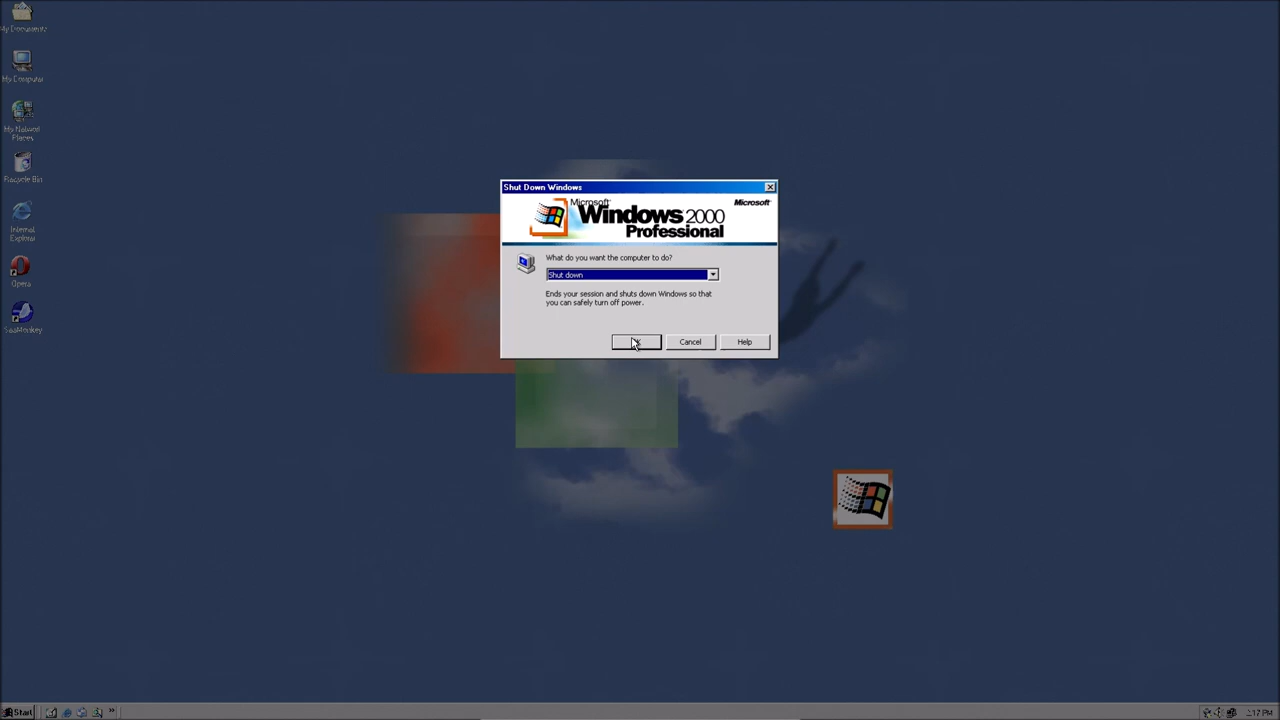 My Documents
My Computer
My Network
Places
Recycle Bin
Internet
Explorer
Opera
SeaMonkey
Shut Down Windows
Microsoft
Windows 2000
Professional
Microsoft
What do you want the computer to do?
Shut down
Ends your session and shuts down Windows so that
you can safely turn off power.
Cancel
Help
Start